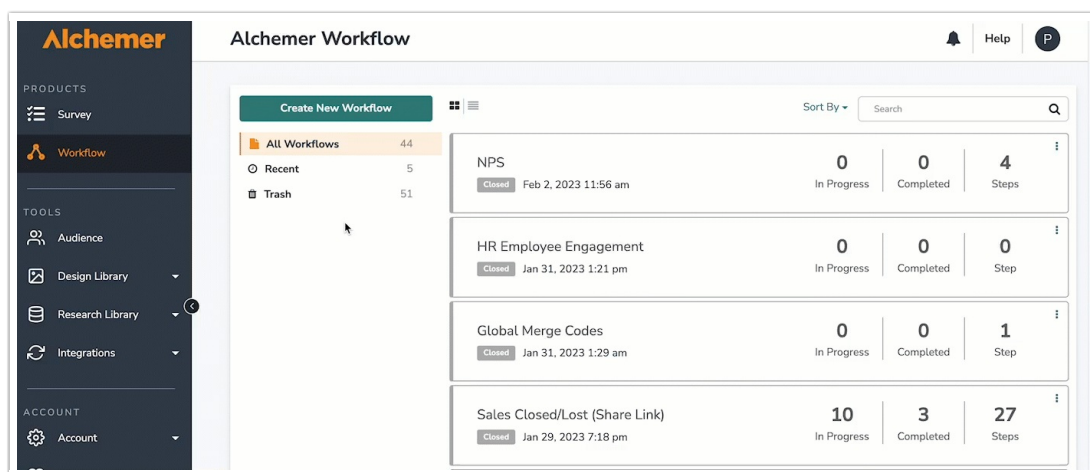 Alchemer
Alchemer Workflow
Help
P
PRODUCTS
Survey
Workflow
TOOLS
Audience
Design Library
Research Library
Integrations
ACCOUNT
Account
Create New Workflow
All Workflows 44
Recent 5
Trash 51
Sort By
Search
NPS
Closed Feb 2, 2023 11:56 am
0 0 4
In Progress Completed Steps
HR Employee Engagement
Closed Jan 31, 2023 1:21 pm
0 0 0
In Progress Completed Step
Global Merge Codes
Closed Jan 31, 2023 1:29 am
0 0 1
In Progress Completed Step
Sales Closed/Lost (Share Link)
Closed Jan 29, 2023 7:18 pm
10 3 27
In Progress Completed Steps